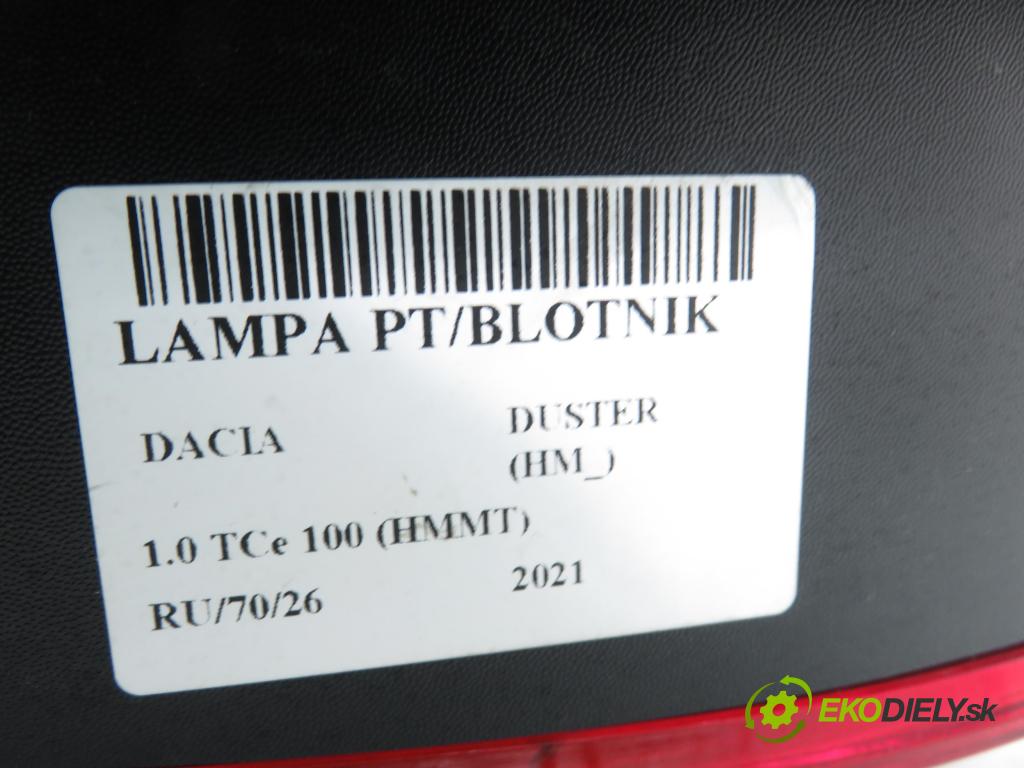 LAMPA PT/BLOTNIK
DACIA
DUSTER
(HM_)
1.0 TCe 100 (HMMT)
RU/70/26
2021
EKODIELY.sk